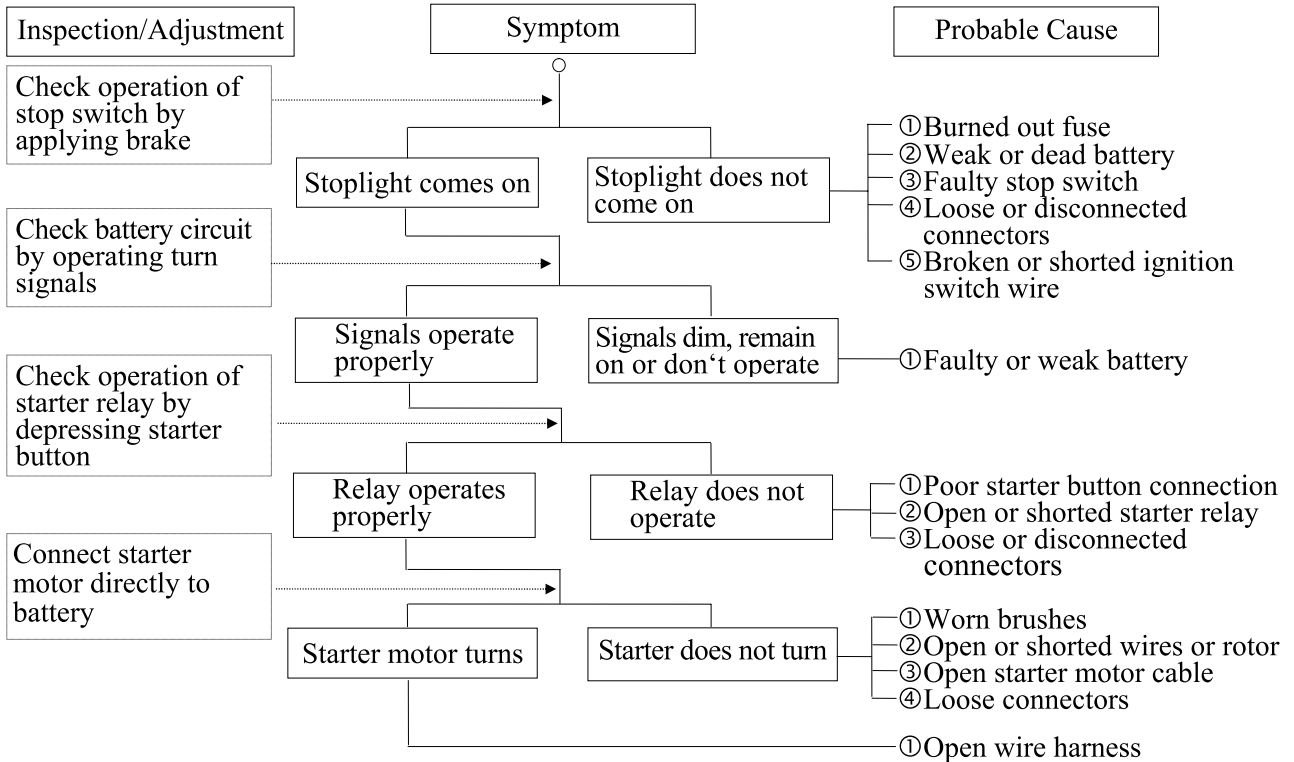 Inspection/Adjustment
Symptom
Probable Cause
Check operation of
stop switch by
applying brake
Stoplight comes on
Stoplight does not
come on
①Burned out fuse
②Weak or dead battery
③Faulty stop switch
④Loose or disconnected
connectors
⑤Broken or shorted ignition
switch wire
Check battery circuit
by operating turn
signals
Signals operate
properly
Signals dim, remain
on or don‘t operate
①Faulty or weak battery
Check operation of
starter relay by
depressing starter
button
Relay operates
properly
Relay does not
operate
①Poor starter button connection
②Open or shorted starter relay
③Loose or disconnected
connectors
Connect starter
motor directly to
battery
Starter motor turns
Starter does not turn
①Worn brushes
②Open or shorted wires or rotor
③Open starter motor cable
④Loose connectors
①Open wire harness